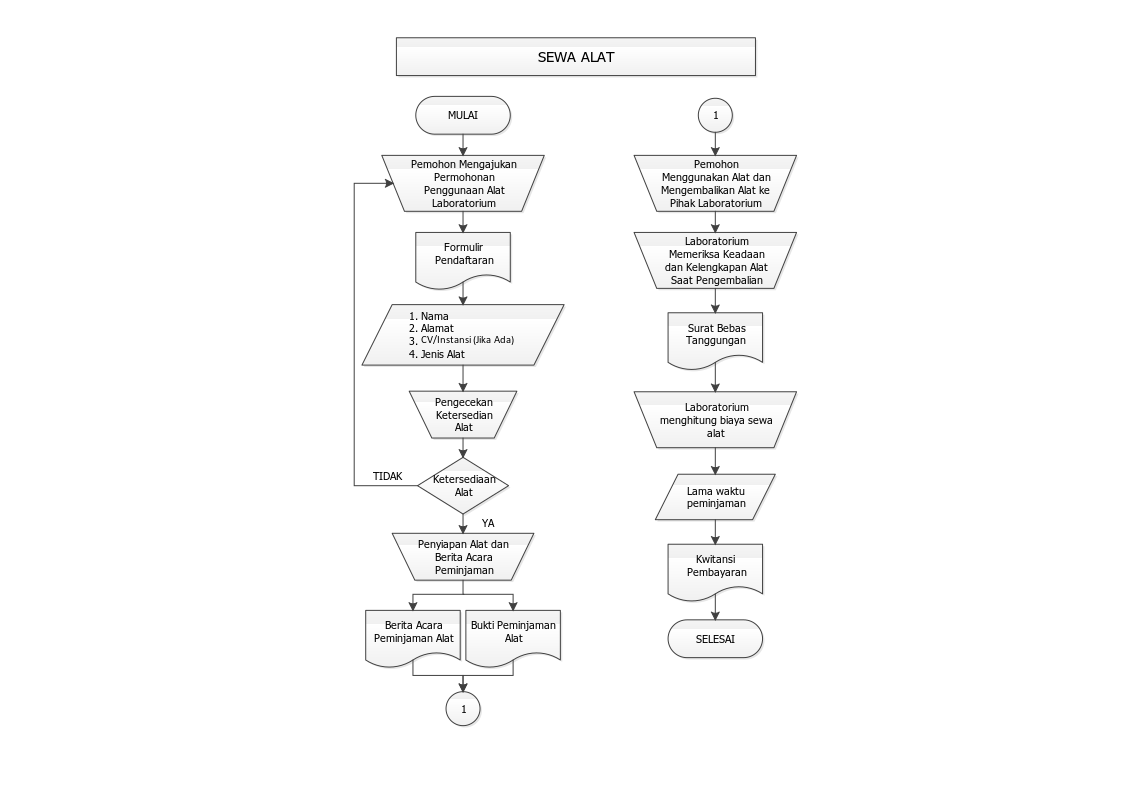 SEWA ALAT
MULAI
Pemohon Mengajukan
Permohonan
Penggunaan Alat
Laboratorium
Formulir
Pendaftaran
1. Nama
2. Alamat
3. CV/Instansi (Jika Ada)
4. Jenis Alat
Pengecekan
Ketersedian
Alat
Ketersediaan
Alat
TIDAK
YA
Penyiapan Alat dan
Berita Acara
Peminjaman
Berita Acara
Peminjaman Alat
Bukti Peminjaman
Alat
1
1
Pemohon
Menggunakan Alat dan
Mengembalikan Alat ke
Pihak Laboratorium
Laboratorium
Memeriksa Keadaan
dan Kelengkapan Alat
Saat Pengembalian
Surat Bebas
Tanggungan
Laboratorium
menghitung biaya sewa
alat
Lama waktu
peminjaman
Kwitansi
Pembayaran
SELESAI